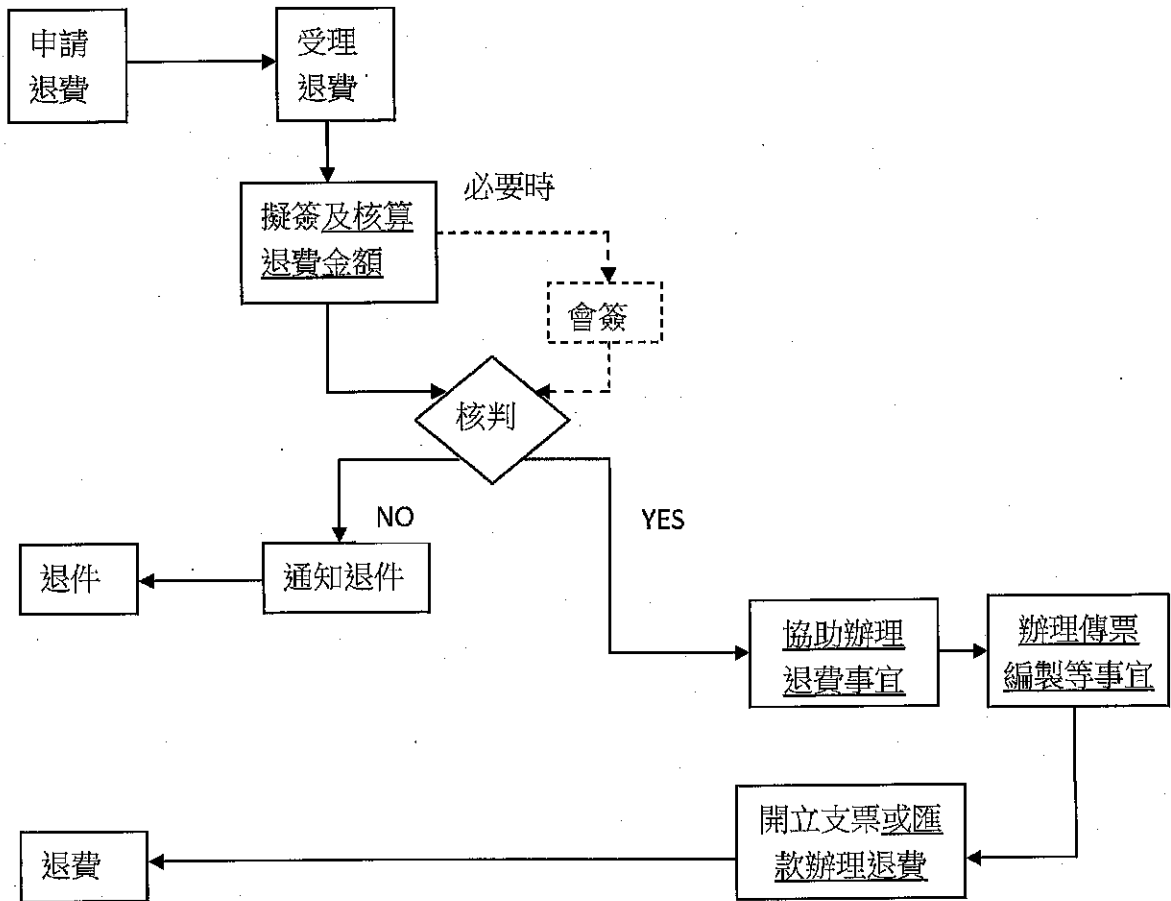 申請
退費
受理
退費
擬簽及核算
退費金額
必要時
會簽
核判
NO
YES
通知退件
退件
協助辦理
退費事宜
辦理傳票
編製等事宜
開立支票或匯
款辦理退費
退費